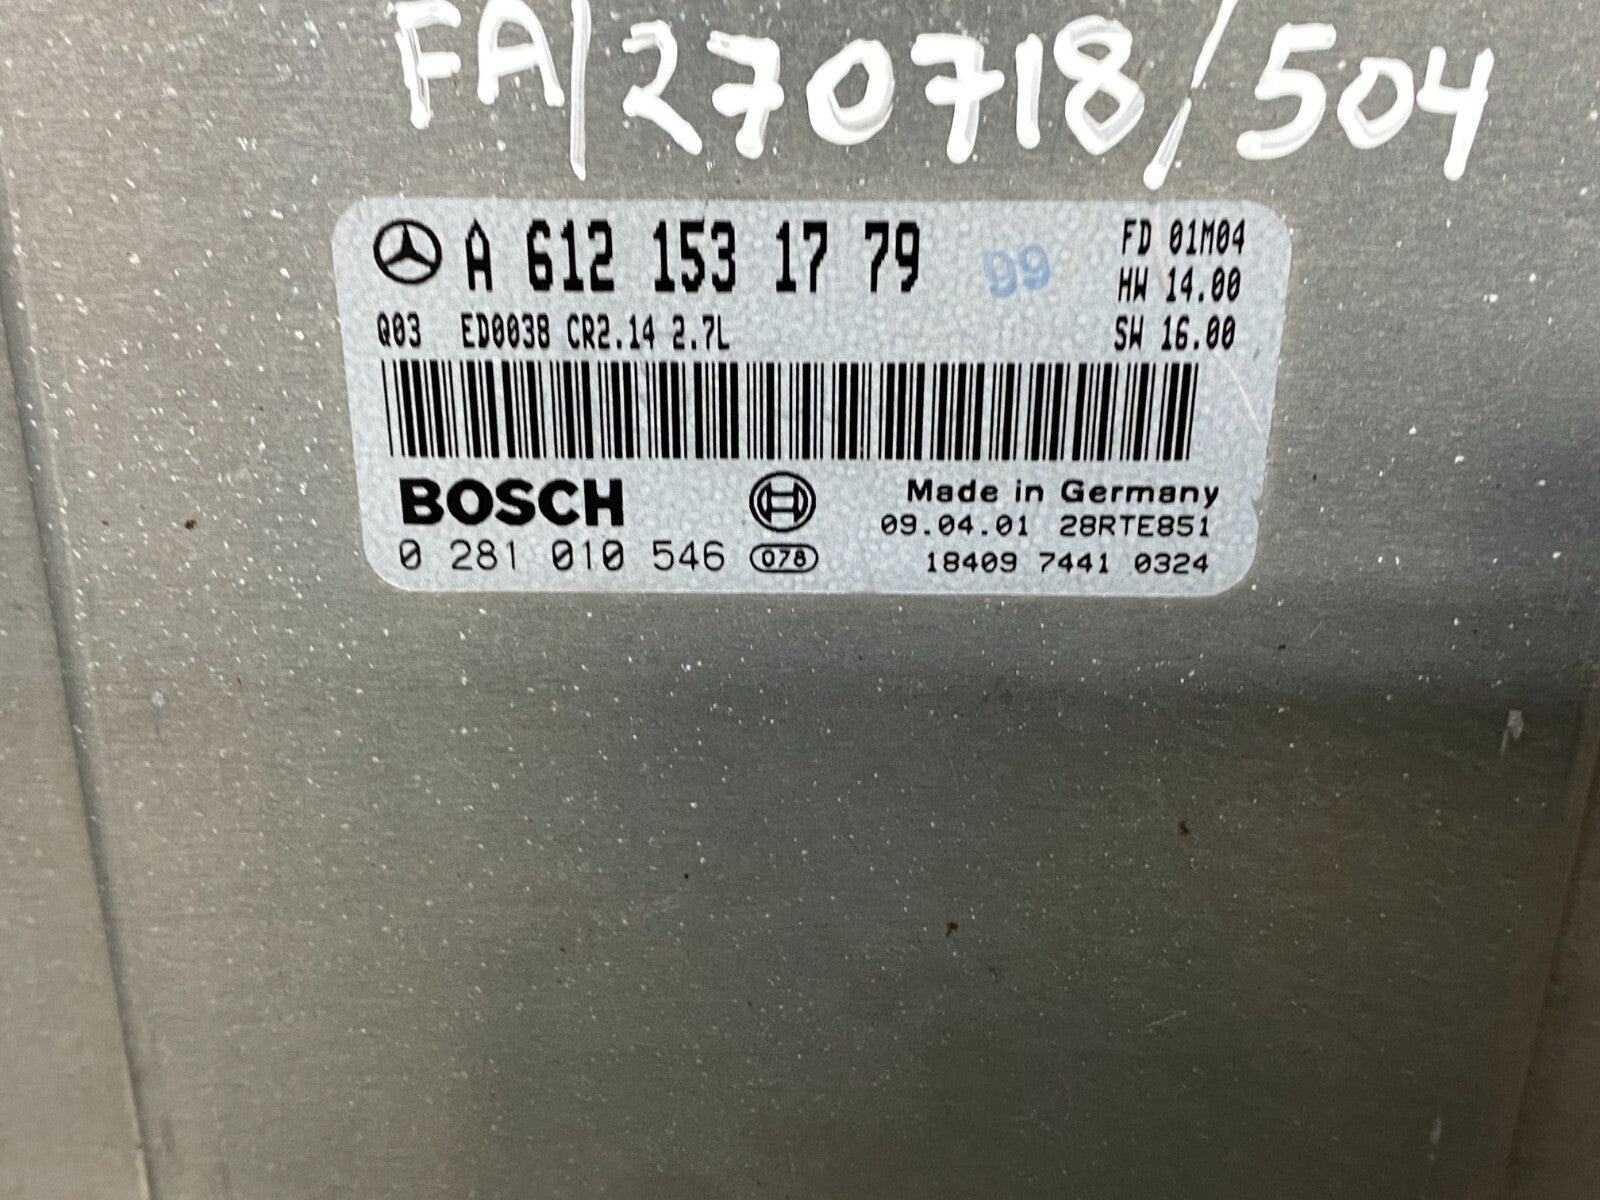 FA/270718/504
A 612 153 17 79
99
FD 01M04
HW 14.00
Q03 ED0038 CR2.14 2.7L
SW 16.00
BOSCH
Made in Germany
09.04.01 28RTE851
0 281 010 546 078
18409 7441 0324